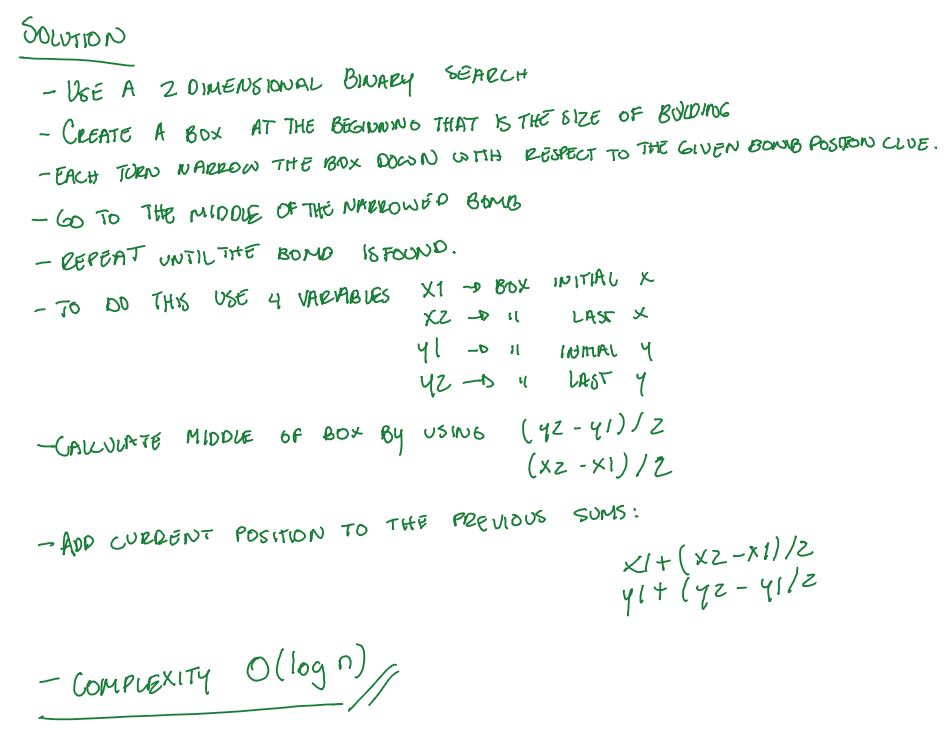 SOLUTION
- USE A 2 DIMENSIONAL BINARY SEARCH
- CREATE A BOX AT THE BEGINNING THAT IS THE SIZE OF BUILDING
- EACH TURN NARROW THE BOX DOWN WITH RESPECT TO THE GIVEN BOMB POSITION CLUE.
- GO TO THE MIDDLE OF THE NARROWED BOMB
- REPEAT UNTIL THE BOMB IS FOUND.
- TO DO THIS USE 4 VARIABLES X1 → BOX INITIAL X
X2 → " LAST X
Y1 → " INITIAL Y
Y2 → " LAST Y
- CALCULATE MIDDLE OF BOX BY USING (Y2 - Y1) / 2
(X2 - X1) / 2
- ADD CURRENT POSITION TO THE PREVIOUS SUMS:
X1 + (X2 - X1) / 2
Y1 + (Y2 - Y1 / 2
- COMPLEXITY O(log n)